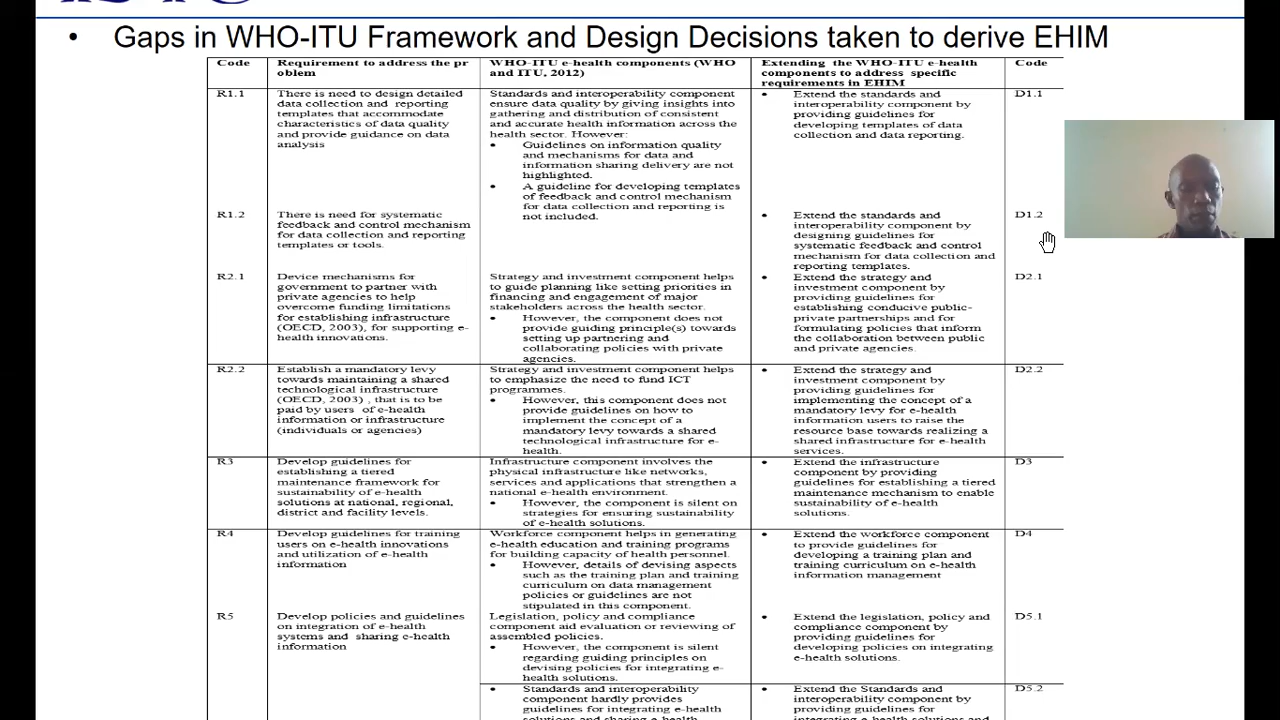 • Gaps in WHO-ITU Framework and Design Decisions taken to derive EHIM
Code
Requirement to address the pr
oblem
WHO-ITU e-health components (WHO
and ITU, 2012)
Extending the WHO-ITU e-health
components to address specific
requirements in EHIM
Code
R1.1
There is need to design detailed
data collection and reporting
templates that accommodate
characteristics of data quality
and provide guidance on data
analysis
Standards and interoperability component
ensure data quality by giving insights into
gathering and distribution of consistent
and accurate health information across the
health sector. However:
• Guidelines on information quality
and mechanisms for data and
information sharing delivery are not
highlighted.
• A guideline for developing templates
of feedback and control mechanism
for data collection and reporting is
not included.
• Extend the standards and
interoperability component by
providing guidelines for
developing templates of data
collection and data reporting.
D1.1
R1.2
There is need for systematic
feedback and control mechanism
for data collection and reporting
templates or tools.
• Extend the standards and
interoperability component by
designing guidelines for
systematic feedback and control
mechanism for data collection and
reporting templates.
D1.2
R2.1
Device mechanisms for
government to partner with
private agencies to help
overcome funding limitations
for establishing infrastructure
(OECD, 2003), for supporting e-
health innovations.
Strategy and investment component helps
to guide planning like setting priorities in
financing and engagement of major
stakeholders across the health sector.
• However, the component does not
provide guiding principle(s) towards
setting up partnering and
collaborating policies with private
agencies.
• Extend the strategy and
investment component by
providing guidelines for
establishing conducive public-
private partnerships and for
formulating policies that inform
the collaboration between public
and private agencies.
D2.1
R2.2
Establish a mandatory levy
towards maintaining a shared
technological infrastructure
(OECD, 2003) , that is to be
paid by users of e-health
information or infrastructure
(individuals or agencies)
Strategy and investment component helps
to emphasize the need to fund ICT
programmes.
• However, this component does not
provide guidelines on how to
implement the concept of a
mandatory levy towards a shared
technological infrastructure for e-
health.
• Extend the strategy and
investment component by
providing guidelines for
implementing the concept of a
mandatory levy for e-health
information users to raise the
resource base towards realizing a
shared infrastructure for e-health
services.
D2.2
R3
Develop guidelines for
establishing a tiered
maintenance framework for
sustainability of e-health
solutions at national, regional,
district and facility levels.
Infrastructure component involves the
physical infrastructure like networks,
services and applications that strengthen a
national e-health environment.
• However, the component is silent on
strategies for ensuring sustainability
of e-health solutions.
• Extend the infrastructure
component by providing
guidelines for establishing a tiered
maintenance mechanism to enable
sustainability of e-health
solutions.
D3
R4
Develop guidelines for training
users on e-health innovations
and utilization of e-health
information
Workforce component helps in generating
e-health education and training programs
for building capacity of health personnel.
• However, details of devising aspects
such as the training plan and training
curriculum on data management
policies or guidelines are not
stipulated in this component.
• Extend the workforce component
to provide guidelines for
developing a training plan and
training curriculum on e-health
information management
D4
R5
Develop policies and guidelines
on integration of e-health
systems and sharing e-health
information
Legislation, policy and compliance
component aid evaluation or reviewing of
assembled policies.
• However, the component is silent
regarding guiding principles on
devising policies for integrating e-
health solutions.
• Extend the legislation, policy and
compliance component by
providing guidelines for
developing policies on integrating
e-health solutions.
D5.1
• Standards and interoperability
component hardly provides
guidelines for integrating e-health
solutions and sharing e-health
• Extend the Standards and
interoperability component by
providing guidelines for
integrating e-health solutions and
D5.2